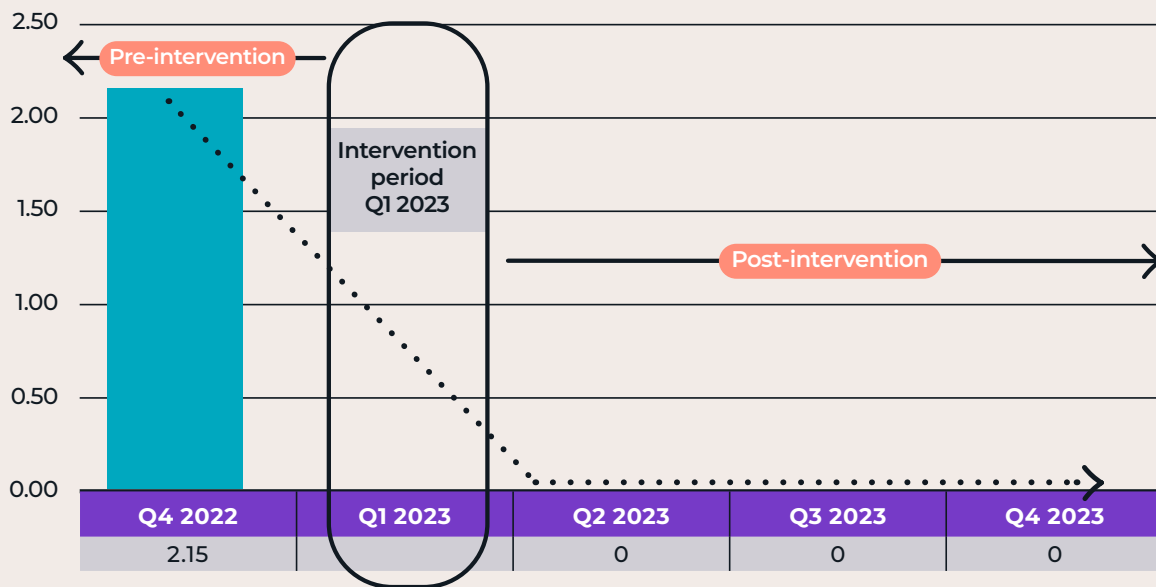 2.50
Pre-intervention
2.00
Intervention
period
Q1 2023
1.50
Post-intervention
1.00
0.50
0.00
Q4 2022 Q1 2023 Q2 2023 Q3 2023 Q4 2023
2.15 0 0 0